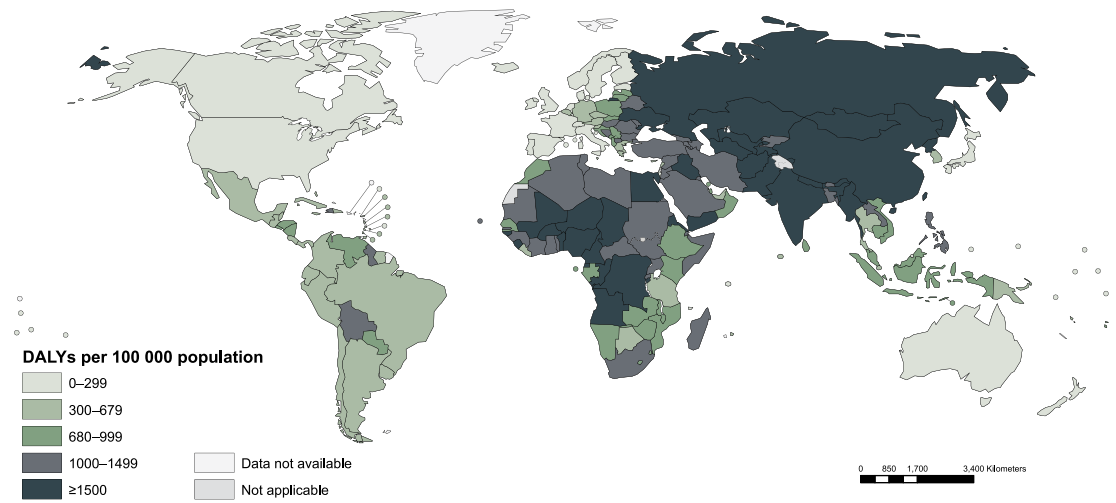 DALYs per 100 000 population
0–299
300–679
680–999
1000–1499
≥1500
Data not available
Not applicable
0 850 1,700 3,400 Kilometers